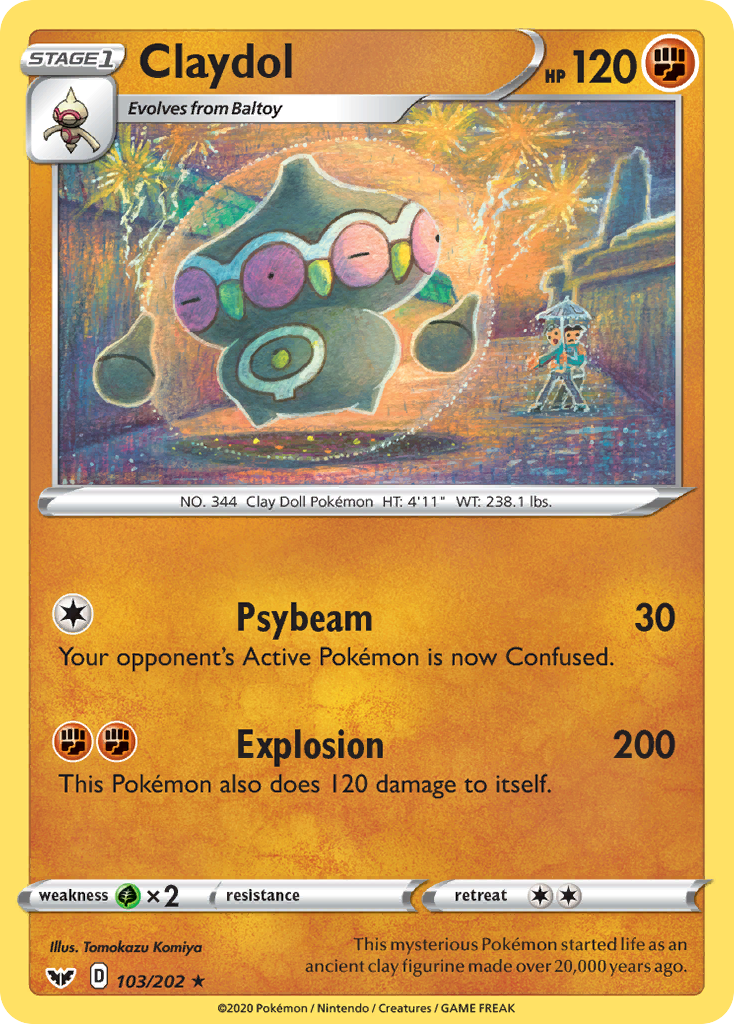 STAGE1
Claydol
HP 120
Evolves from Baltoy
NO. 344 Clay Doll Pokémon HT: 4'11" WT: 238.1 lbs.
Psybeam 30
Your opponent's Active Pokémon is now Confused.
Explosion 200
This Pokémon also does 120 damage to itself.
weakness ×2 resistance retreat
Illus. Tomokazu Komiya
This mysterious Pokémon started life as an
ancient clay figurine made over 20,000 years ago.
D 103/202 ★
©2020 Pokémon / Nintendo / Creatures / GAME FREAK